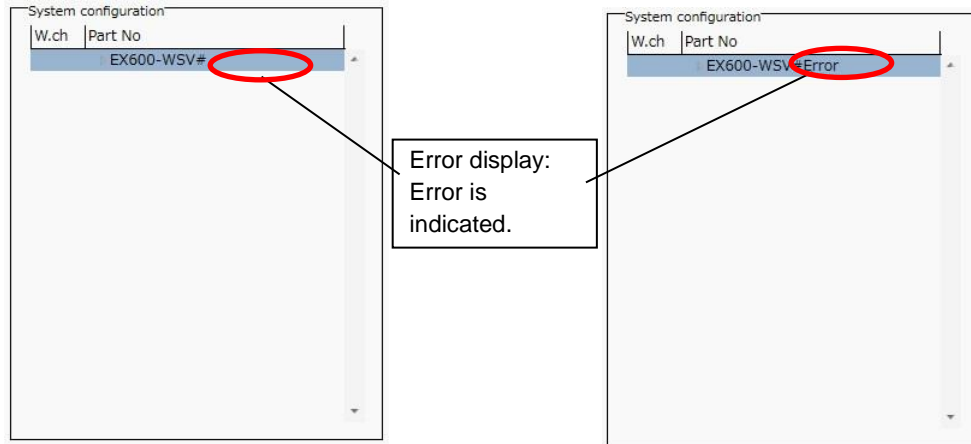 System configuration
W.ch Part No
EX600-WSV#
Error display:
Error is
indicated.
System configuration
W.ch Part No
EX600-WSV#Error